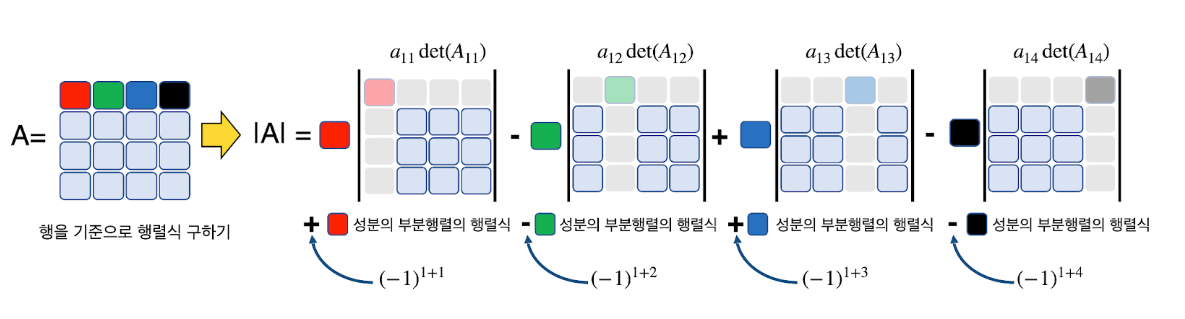 a₁₁ det(A₁₁)
a₁₂ det(A₁₂)
a₁₃ det(A₁₃)
a₁₄ det(A₁₄)
A=
|A| =
-
+
-
행을 기준으로 행렬식 구하기
+ 성분의 부분행렬의 행렬식
- 성분의 부분행렬의 행렬식
+ 성분의 부분행렬의 행렬식
- 성분의 부분행렬의 행렬식
(−1)¹⁺¹
(−1)¹⁺²
(−1)¹⁺³
(−1)¹⁺⁴